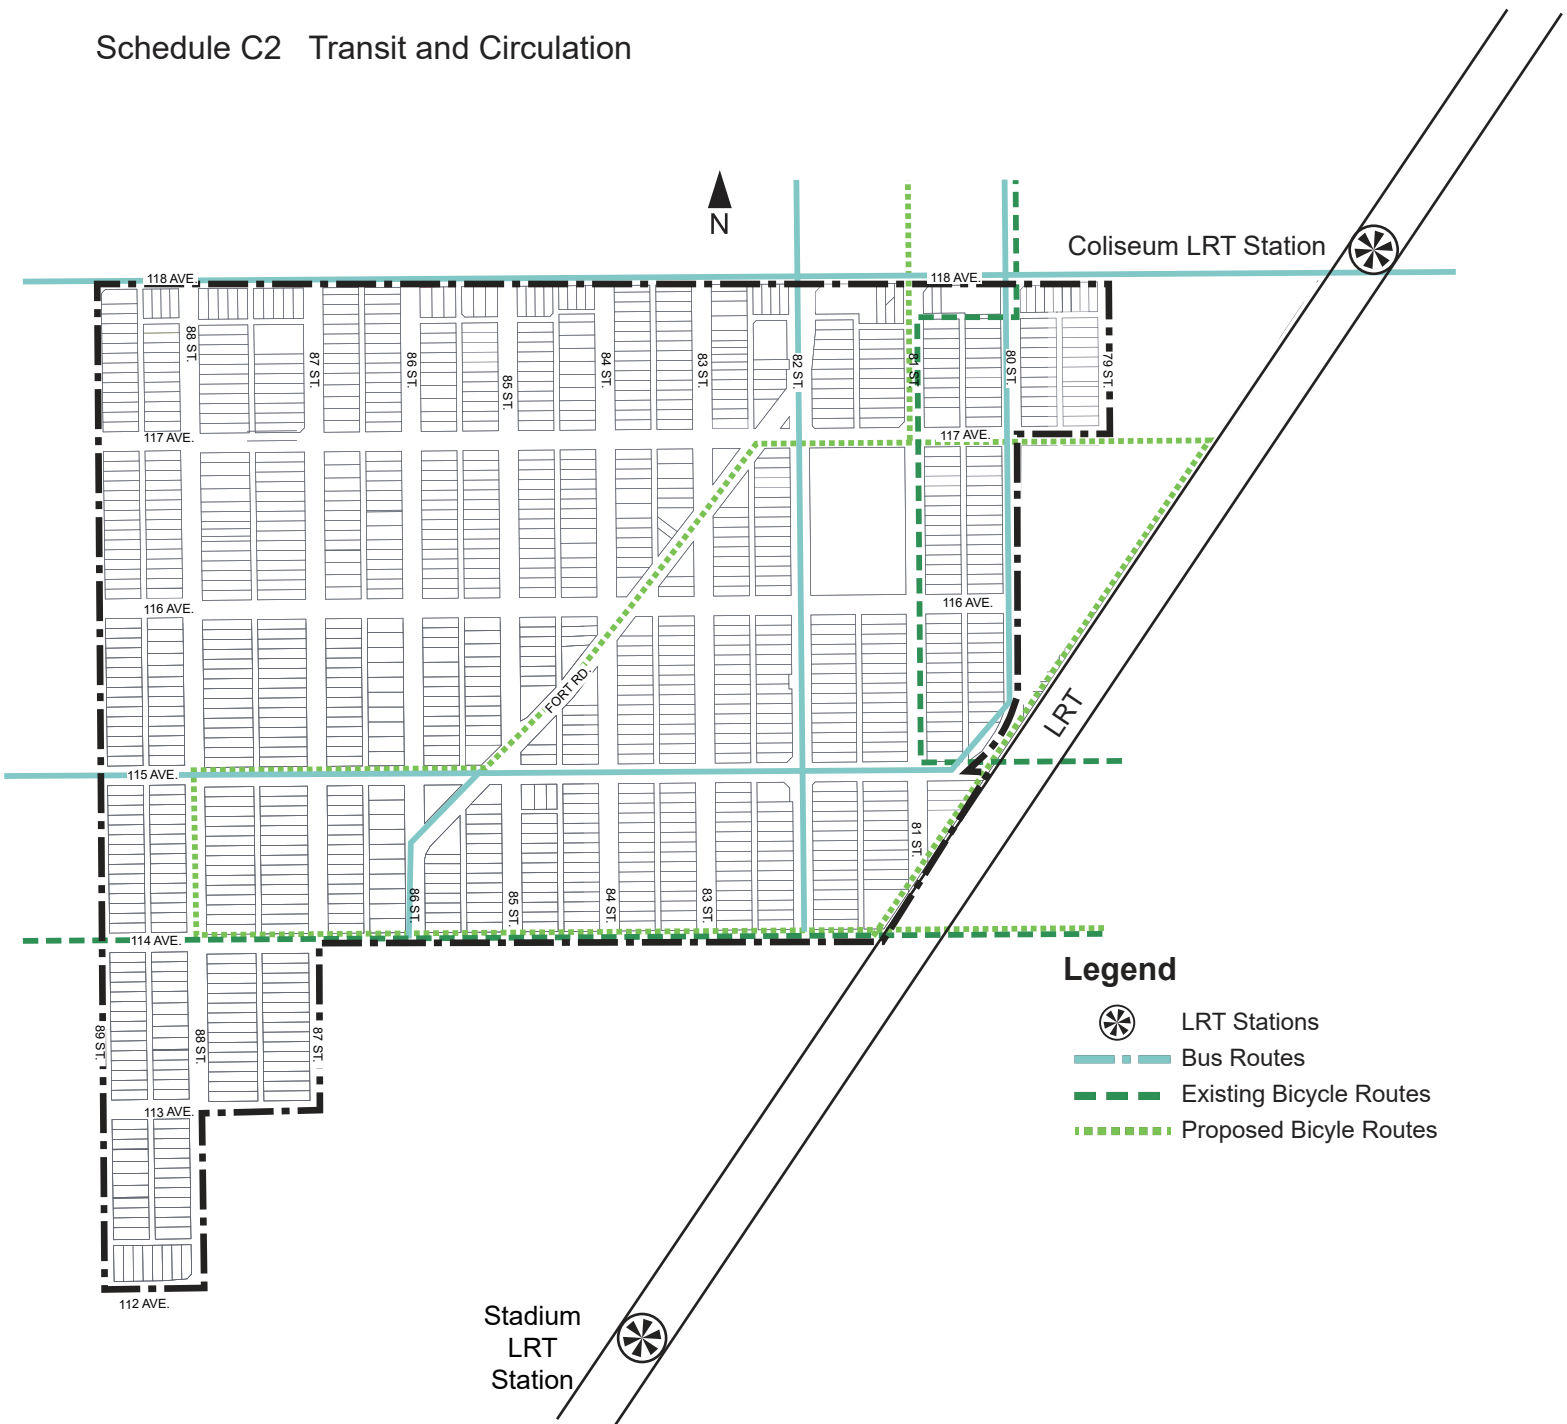 Schedule C2 Transit and Circulation
N
Coliseum LRT Station
118 AVE.
118 AVE.
88 ST.
87 ST.
86 ST.
85 ST.
84 ST.
83 ST.
82 ST.
81 ST.
80 ST.
79 ST.
117 AVE.
117 AVE.
116 AVE.
116 AVE.
FORT RD.
LRT
115 AVE.
81 ST.
86 ST.
85 ST.
84 ST.
83 ST.
114 AVE.
89 ST.
88 ST.
87 ST.
113 AVE.
112 AVE.
Legend
LRT Stations
Bus Routes
Existing Bicycle Routes
Proposed Bicyle Routes
Stadium
LRT
Station